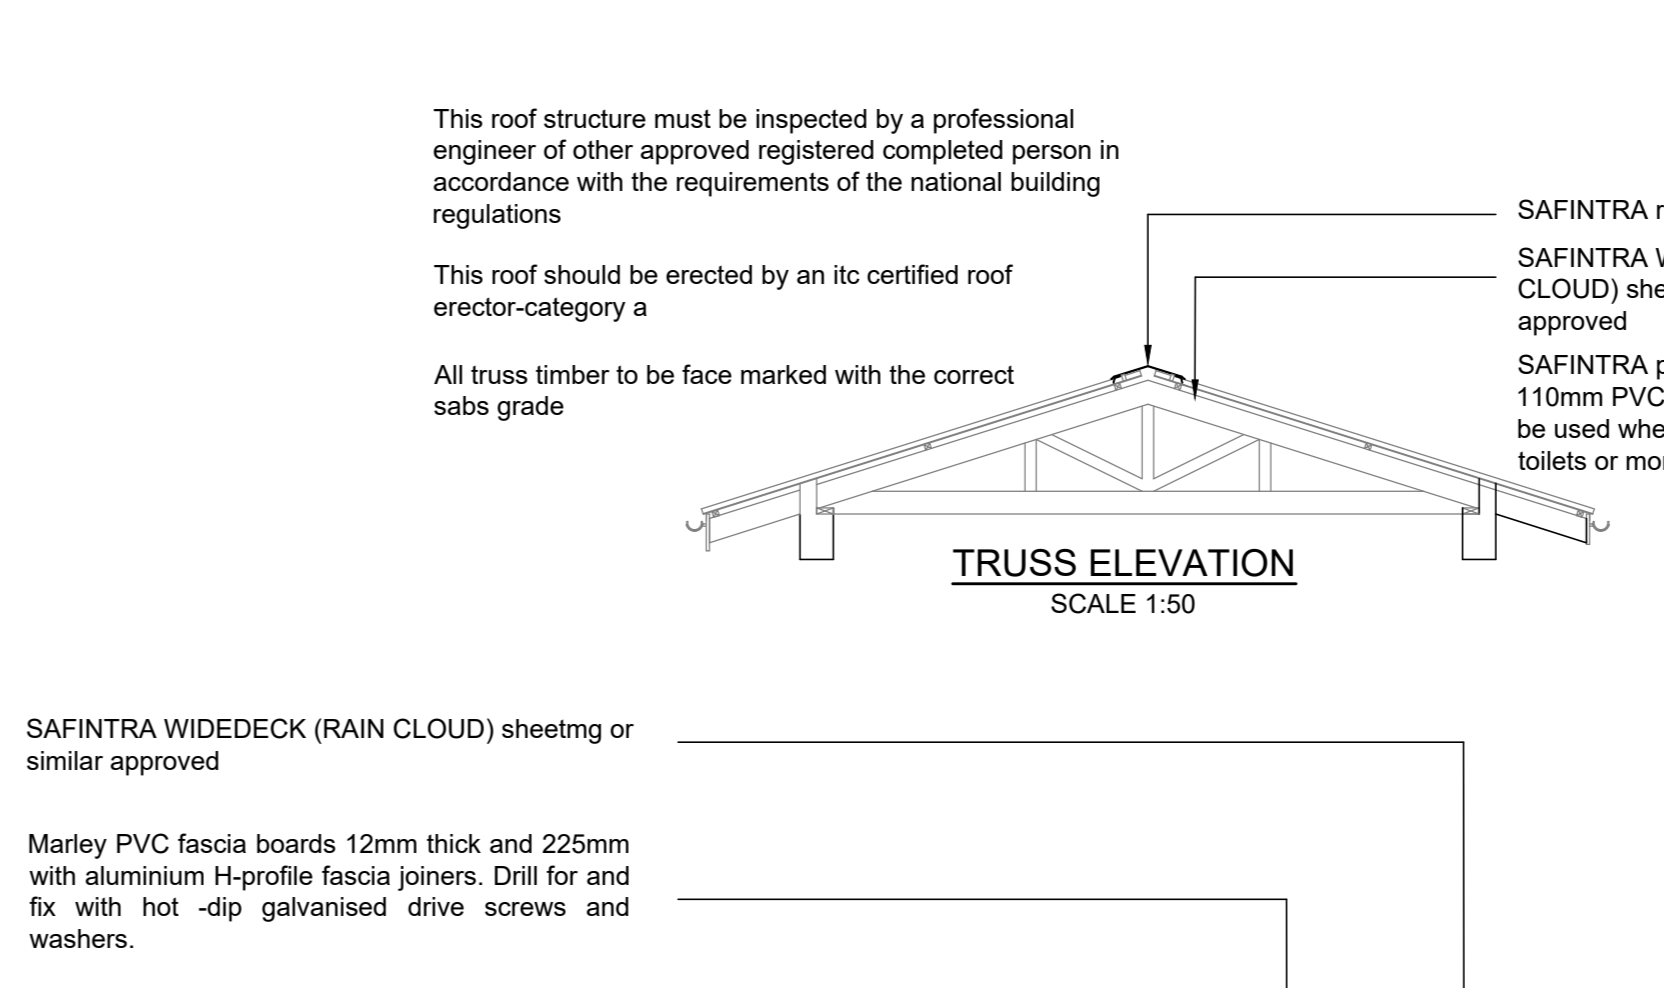 This roof structure must be inspected by a professional
engineer of other approved registered completed person in
accordance with the requirements of the national building
regulations
This roof should be erected by an itc certified roof
erector-category a
All truss timber to be face marked with the correct
sabs grade
SAFINTRA
SAFINTRA
CLOUD)
approved
SAFINTRA
110mm PVC
be used
toilets or
TRUSS ELEVATION
SCALE 1:50
SAFINTRA WIDEDECK (RAIN CLOUD) sheetmg or
similar approved
Marley PVC fascia boards 12mm thick and 225mm
with aluminium H-profile fascia joiners. Drill for and
fix with hot -dip galvanised drive screws and
washers.